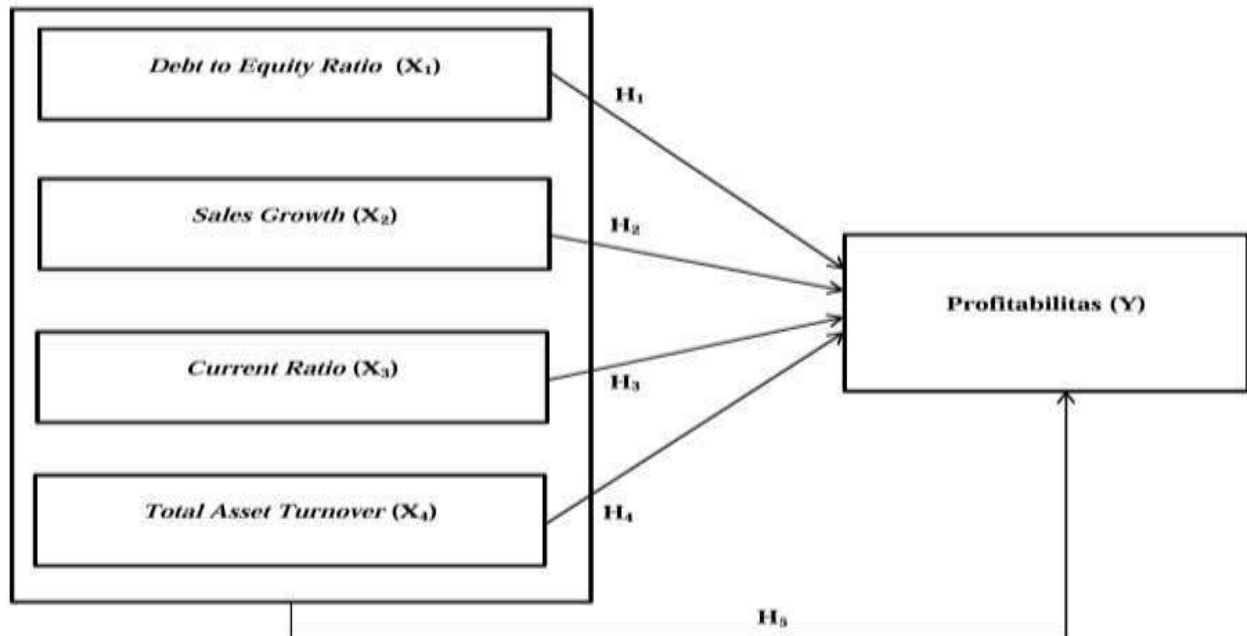 Debt to Equity Ratio (X₁)
H₁
Sales Growth (X₂)
H₂
Profitabilitas (Y)
Current Ratio (X₃)
H₃
Total Asset Turnover (X₄)
H₄
H₅